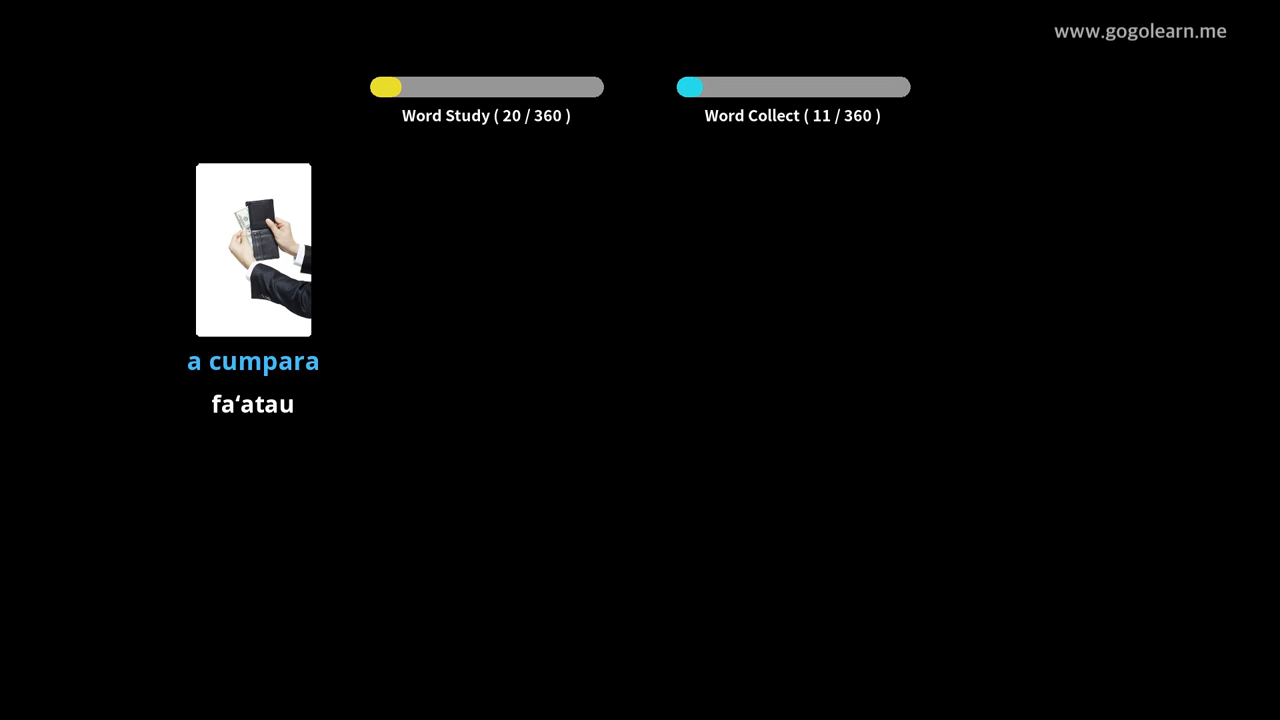 www.gogolearn.me
Word Study ( 20 / 360 )
Word Collect ( 11 / 360 )
a cumpara
fa‘atau